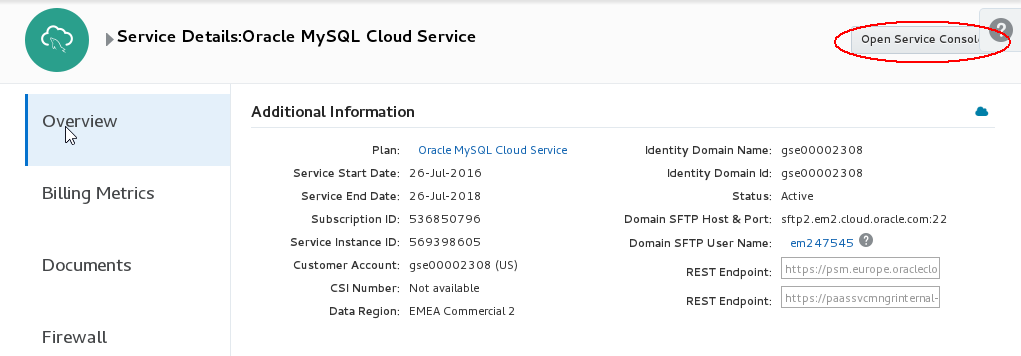 Service Details:Oracle MySQL Cloud Service
Open Service Consol
?
Overview
Billing Metrics
Documents
Firewall
Additional Information
Plan: Oracle MySQL Cloud Service
Service Start Date: 26-Jul-2016
Service End Date: 26-Jul-2018
Subscription ID: 536850796
Service Instance ID: 569398605
Customer Account: gse00002308 (US)
CSI Number: Not available
Data Region: EMEA Commercial 2
Identity Domain Name: gse00002308
Identity Domain Id: gse00002308
Status: Active
Domain SFTP Host & Port: sftp2.em2.cloud.oracle.com:22
Domain SFTP User Name: em247545 ?
REST Endpoint: https://psm.europe.oracleclo
REST Endpoint: https://paassvcmngrinternal-